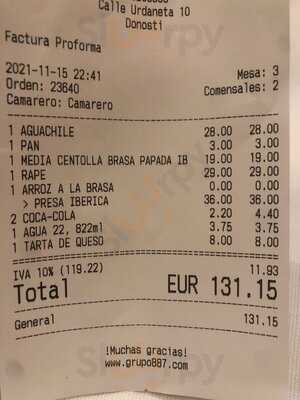 Calle Urdaneta 10
Donosti
Factura Proforma
2021-11-15 22:41 Mesa: 3
Orden: 23640 Comensales: 2
Camarero: Camarero
1 AGUACHILE 28.00 28.00
1 PAN 3.00 3.00
1 MEDIA CENTOLLA BRASA PAPADA IB 19.00 19.00
1 RAPE 29.00 29.00
1 ARROZ A LA BRASA 0.00 0.00
> PRESA IBERICA 36.00 36.00
2 COCA-COLA 2.20 4.40
1 AGUA 22, 822ml 3.75 3.75
1 TARTA DE QUESO 8.00 8.00
IVA 10% (119.22) 11.93
Total EUR 131.15
General 131.15
¡Muchas gracias!
www.grupo887.com